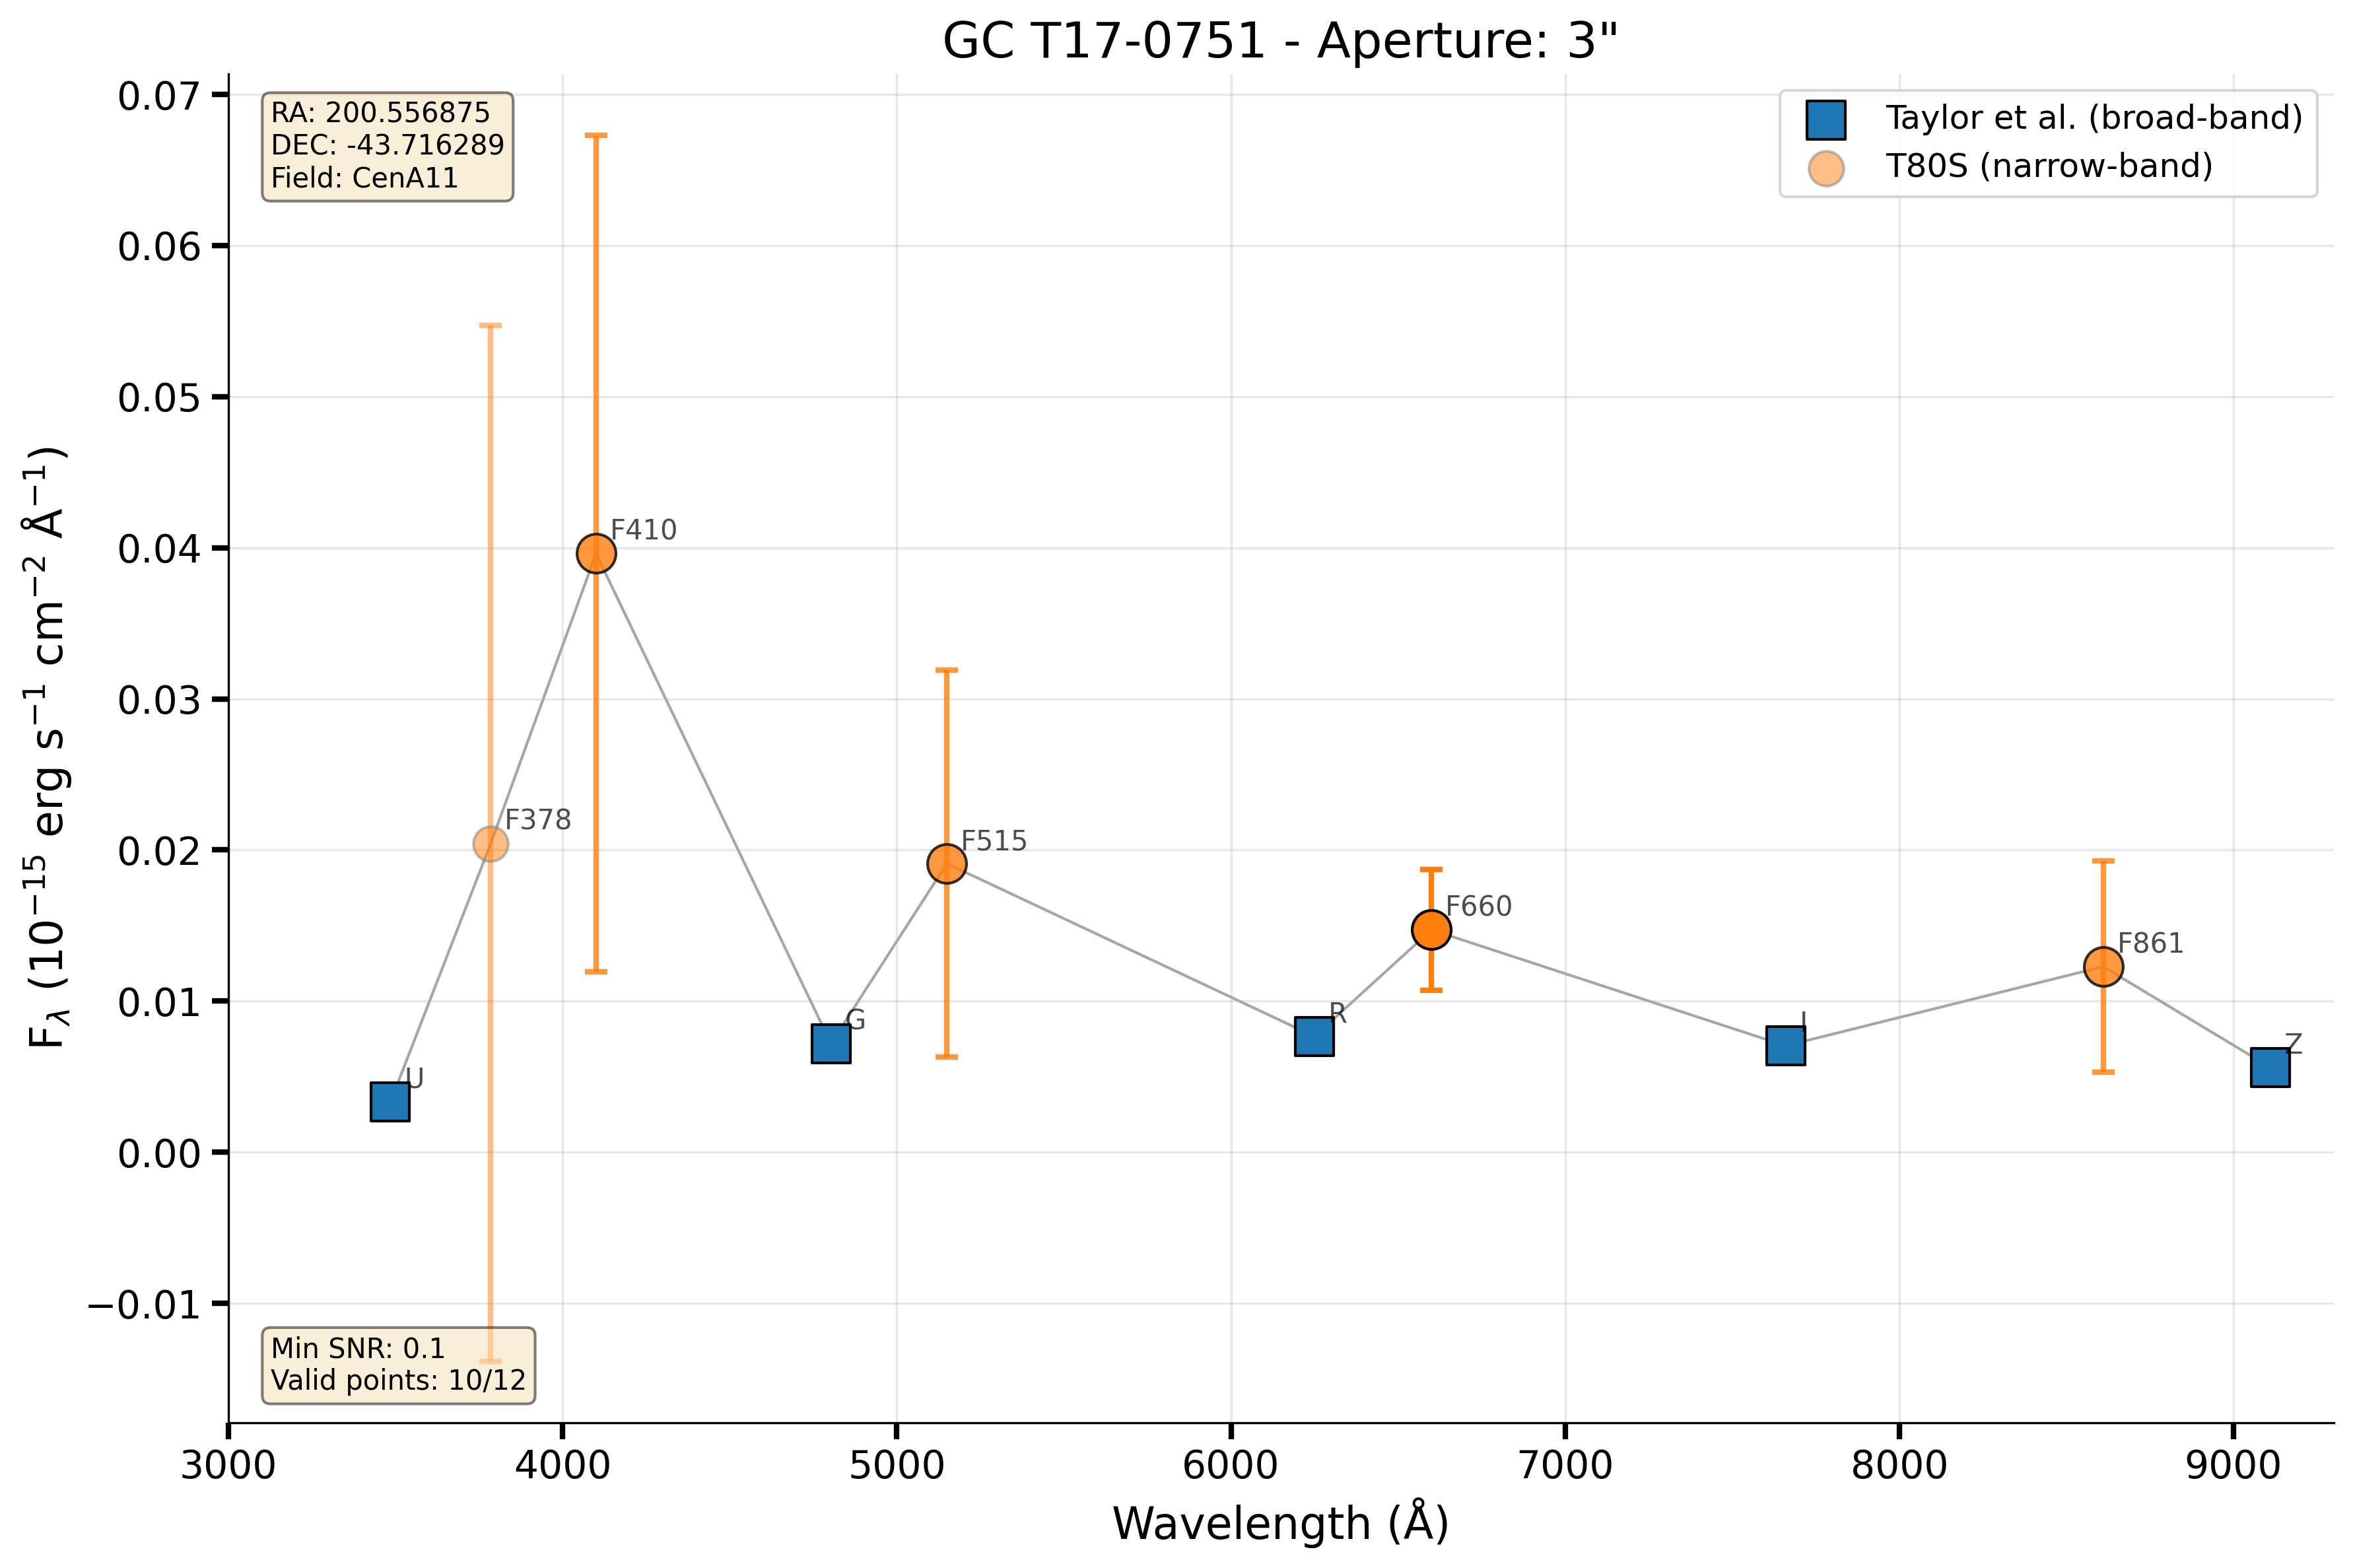 GC T17-0751 - Aperture: 3"
RA: 200.556875
DEC: -43.716289
Field: CenA11
Taylor et al. (broad-band)
T80S (narrow-band)
0.07
0.06
0.05
0.04
0.03
0.02
0.01
0.00
−0.01
F_λ (10⁻¹⁵ erg s⁻¹ cm⁻² Å⁻¹)
U
F378
F410
G
F515
R
F660
I
F861
Z
Min SNR: 0.1
Valid points: 10/12
3000 4000 5000 6000 7000 8000 9000
Wavelength (Å)